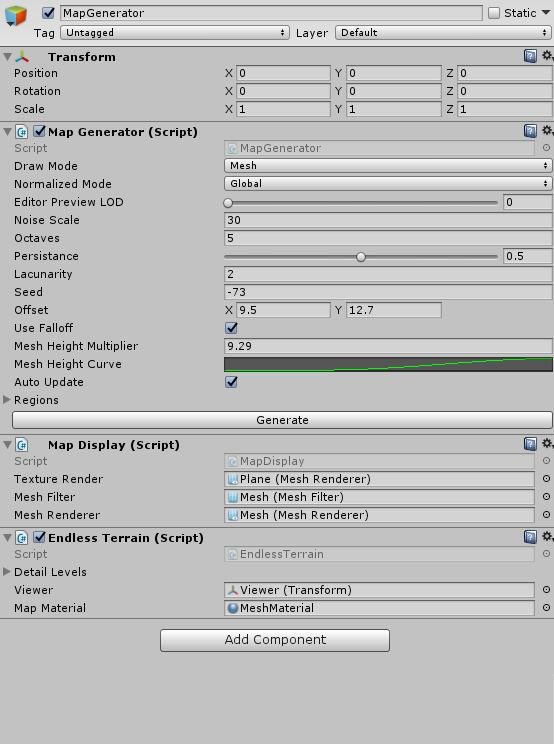 MapGenerator Static
Tag Untagged Layer Default
Transform
Position X 0 Y 0 Z 0
Rotation X 0 Y 0 Z 0
Scale X 1 Y 1 Z 1
Map Generator (Script)
Script MapGenerator
Draw Mode Mesh
Normalized Mode Global
Editor Preview LOD 0
Noise Scale 30
Octaves 5
Persistance 0.5
Lacunarity 2
Seed -73
Offset X 9.5 Y 12.7
Use Falloff
Mesh Height Multiplier 9.29
Mesh Height Curve
Auto Update
Regions
Generate
Map Display (Script)
Script MapDisplay
Texture Render Plane (Mesh Renderer)
Mesh Filter Mesh (Mesh Filter)
Mesh Renderer Mesh (Mesh Renderer)
Endless Terrain (Script)
Script EndlessTerrain
Detail Levels
Viewer Viewer (Transform)
Map Material MeshMaterial
Add Component